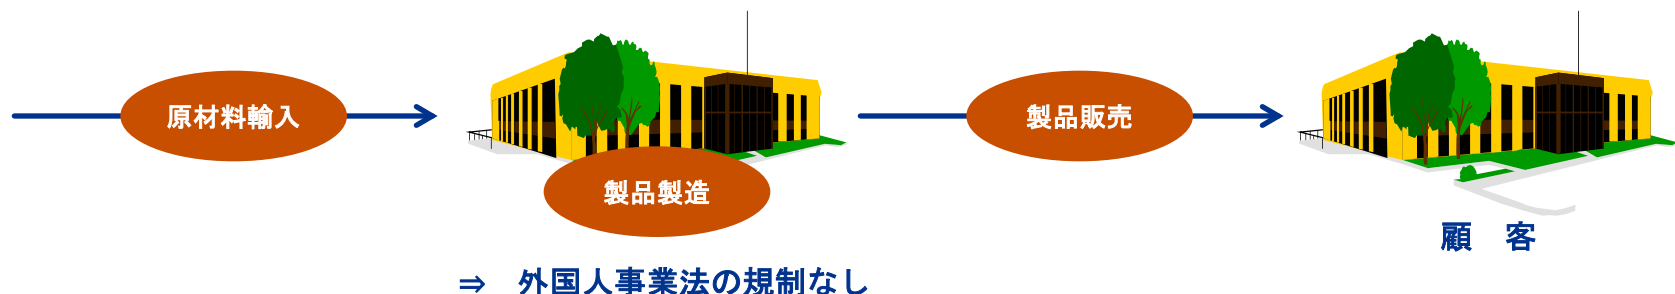 原材料輸入
製品販売
製品製造
顧　客
⇒　外国人事業法の規制なし